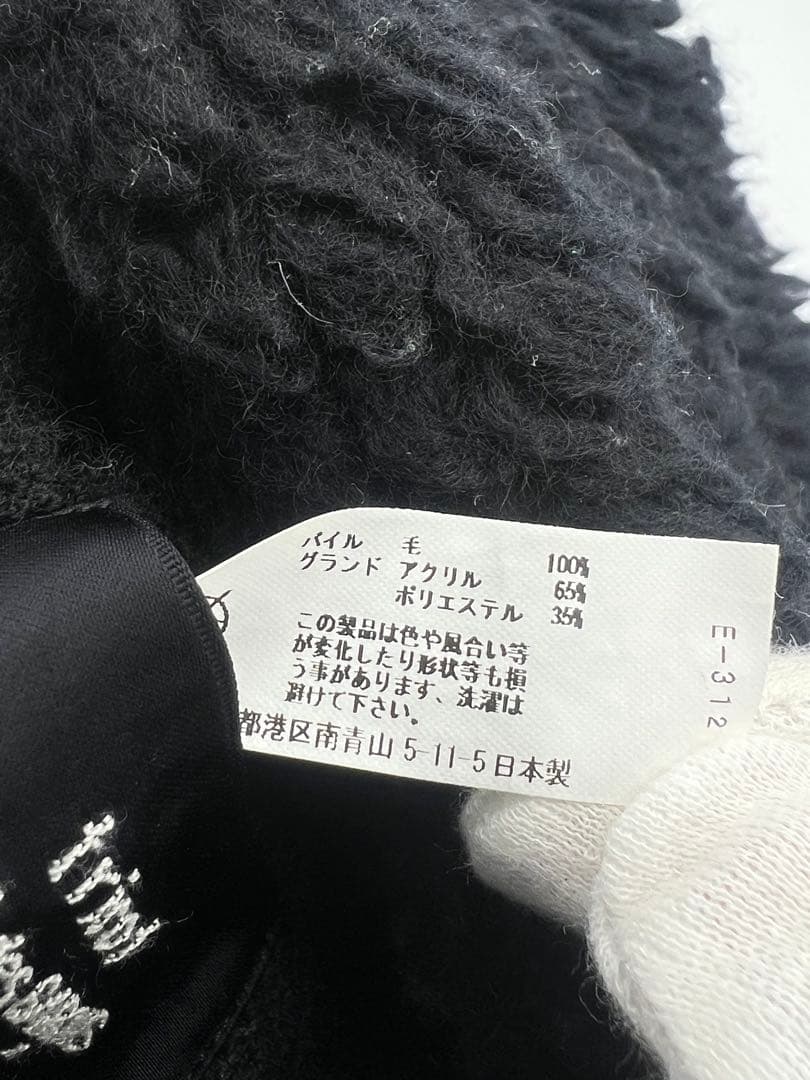 パイル 毛 100%
グランド アクリル 65%
ポリエステル 35%
この製品は色や風合い等
が変化したり形状等も損
う事があります、洗濯は
避けて下さい。
都港区南青山5-11-5日本製
E-312